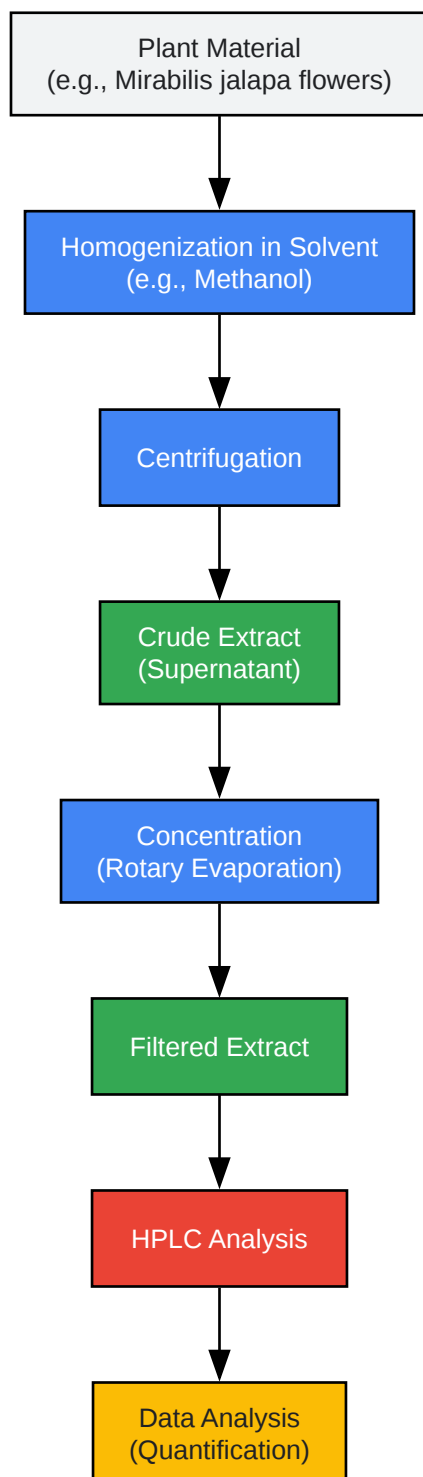 Plant Material
(e.g., Mirabilis jalapa flowers)
Homogenization in Solvent
(e.g., Methanol)
Centrifugation
Crude Extract
(Supernatant)
Concentration
(Rotary Evaporation)
Filtered Extract
HPLC Analysis
Data Analysis
(Quantification)